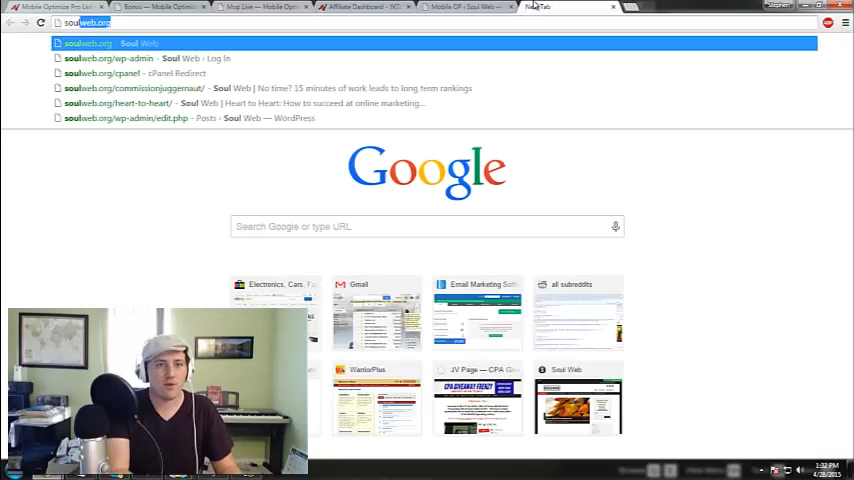 Mobile Optimize Pro Un
Bonus — Mobile Optimiz
Mop Live — Mobile Optim
Affiliate Dashboard - JVZ
Mobile OP ‹ Soul Web —
New Tab
Stephen
soulweb.org
soulweb.org Soul Web
soulweb.org/wp-admin - Soul Web › Log In
soulweb.org/cpanel - cPanel Redirect
soulweb.org/commissionjuggernaut/ - Soul Web | No time? 15 minutes of work leads to long term rankings
soulweb.org/heart-to-heart/ - Soul Web | Heart to Heart: How to succeed at online marketing...
soulweb.org/wp-admin/edit.php - Posts ‹ Soul Web — WordPress
Google
Search Google or type URL
Electronics, Cars, Fa
Gmail
Email Marketing Soft
all subreddits
WarriorPlus
JV Page — CPA Giv
Soul Web
CPA GIVEAWAY FRENZY
1:32 PM
4/28/2015